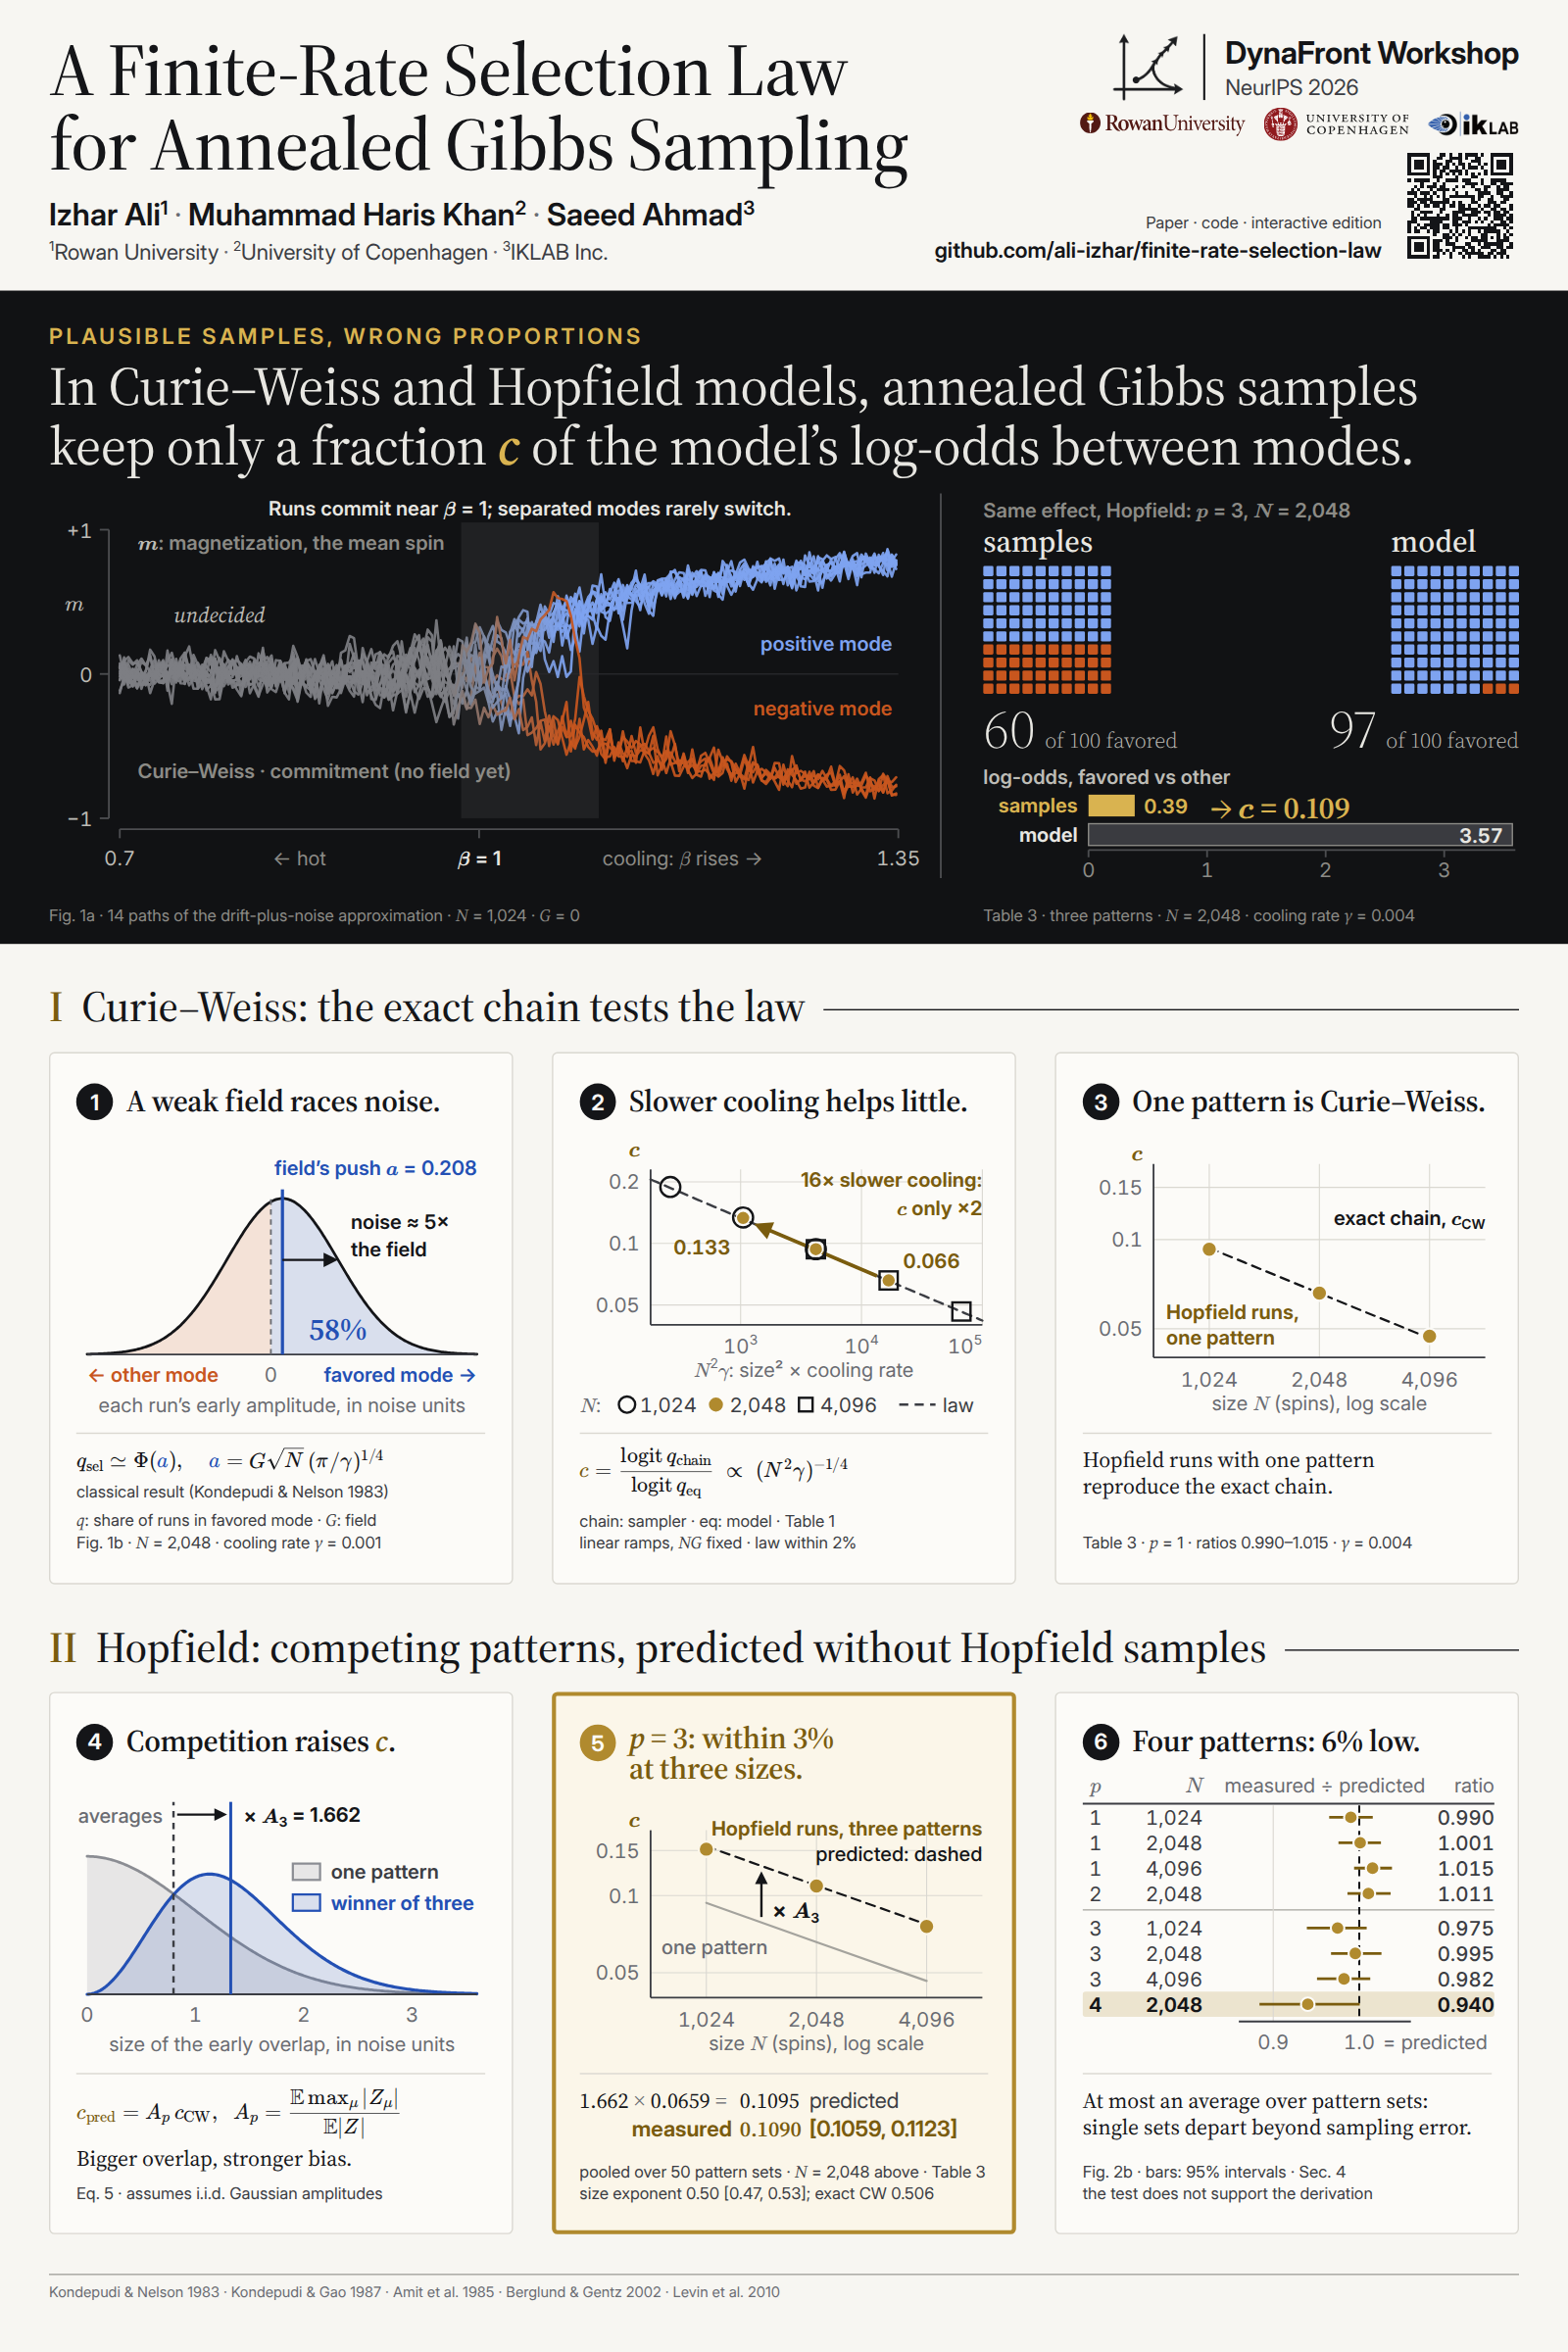 A Finite-Rate Selection Law
for Annealed Gibbs Sampling
Izhar Ali¹ · Muhammad Haris Khan² · Saeed Ahmad³
¹Rowan University · ²University of Copenhagen · ³IKLAB Inc.
DynaFront Workshop
NeurIPS 2026
RowanUniversity
UNIVERSITY OF
COPENHAGEN
ikLAB
Paper · code · interactive edition
github.com/ali-izhar/finite-rate-selection-law
PLAUSIBLE SAMPLES, WRONG PROPORTIONS
In Curie–Weiss and Hopfield models, annealed Gibbs samples
keep only a fraction c of the model’s log-odds between modes.
Runs commit near β = 1; separated modes rarely switch.
+1
m: magnetization, the mean spin
m
undecided
positive mode
0
negative mode
Curie–Weiss · commitment (no field yet)
−1
0.7
← hot
β = 1
cooling: β rises →
1.35
Fig. 1a · 14 paths of the drift-plus-noise approximation · N = 1,024 · G = 0
Same effect, Hopfield: p = 3, N = 2,048
samples
model
60 of 100 favored
97 of 100 favored
log-odds, favored vs other
samples 0.39 → c = 0.109
model 3.57
0 1 2 3
Table 3 · three patterns · N = 2,048 · cooling rate γ = 0.004
I Curie–Weiss: the exact chain tests the law
1 A weak field races noise.
field’s push a = 0.208
noise ≈ 5×
the field
58%
← other mode 0 favored mode →
each run’s early amplitude, in noise units
q_sel ≃ Φ(a), a = G√N (π/γ)^1/4
classical result (Kondepudi & Nelson 1983)
q: share of runs in favored mode · G: field
Fig. 1b · N = 2,048 · cooling rate γ = 0.001
2 Slower cooling helps little.
c
0.2
16× slower cooling:
c only ×2
0.1
0.133
0.066
0.05
10³ 10⁴ 10⁵
N²γ: size² × cooling rate
N: 1,024 2,048 4,096 law
c = logit q_chain / logit q_eq ∝ (N²γ)^−1/4
chain: sampler · eq: model · Table 1
linear ramps, NG fixed · law within 2%
3 One pattern is Curie–Weiss.
c
0.15
exact chain, c_CW
0.1
Hopfield runs,
one pattern
0.05
1,024 2,048 4,096
size N (spins), log scale
Hopfield runs with one pattern
reproduce the exact chain.
Table 3 · p = 1 · ratios 0.990–1.015 · γ = 0.004
II Hopfield: competing patterns, predicted without Hopfield samples
4 Competition raises c.
averages
× A₃ = 1.662
one pattern
winner of three
0 1 2 3
size of the early overlap, in noise units
c_pred = A_p c_CW, A_p = 𝔼 max_μ |Z_μ| / 𝔼|Z|
Bigger overlap, stronger bias.
Eq. 5 · assumes i.i.d. Gaussian amplitudes
5 p = 3: within 3%
at three sizes.
c
Hopfield runs, three patterns
0.15
predicted: dashed
0.1
× A₃
one pattern
0.05
1,024 2,048 4,096
size N (spins), log scale
1.662 × 0.0659 = 0.1095 predicted
measured 0.1090 [0.1059, 0.1123]
pooled over 50 pattern sets · N = 2,048 above · Table 3
size exponent 0.50 [0.47, 0.53]; exact CW 0.506
6 Four patterns: 6% low.
p N measured ÷ predicted ratio
1 1,024 0.990
1 2,048 1.001
1 4,096 1.015
2 2,048 1.011
3 1,024 0.975
3 2,048 0.995
3 4,096 0.982
4 2,048 0.940
0.9 1.0 = predicted
At most an average over pattern sets:
single sets depart beyond sampling error.
Fig. 2b · bars: 95% intervals · Sec. 4
the test does not support the derivation
Kondepudi & Nelson 1983 · Kondepudi & Gao 1987 · Amit et al. 1985 · Berglund & Gentz 2002 · Levin et al. 2010